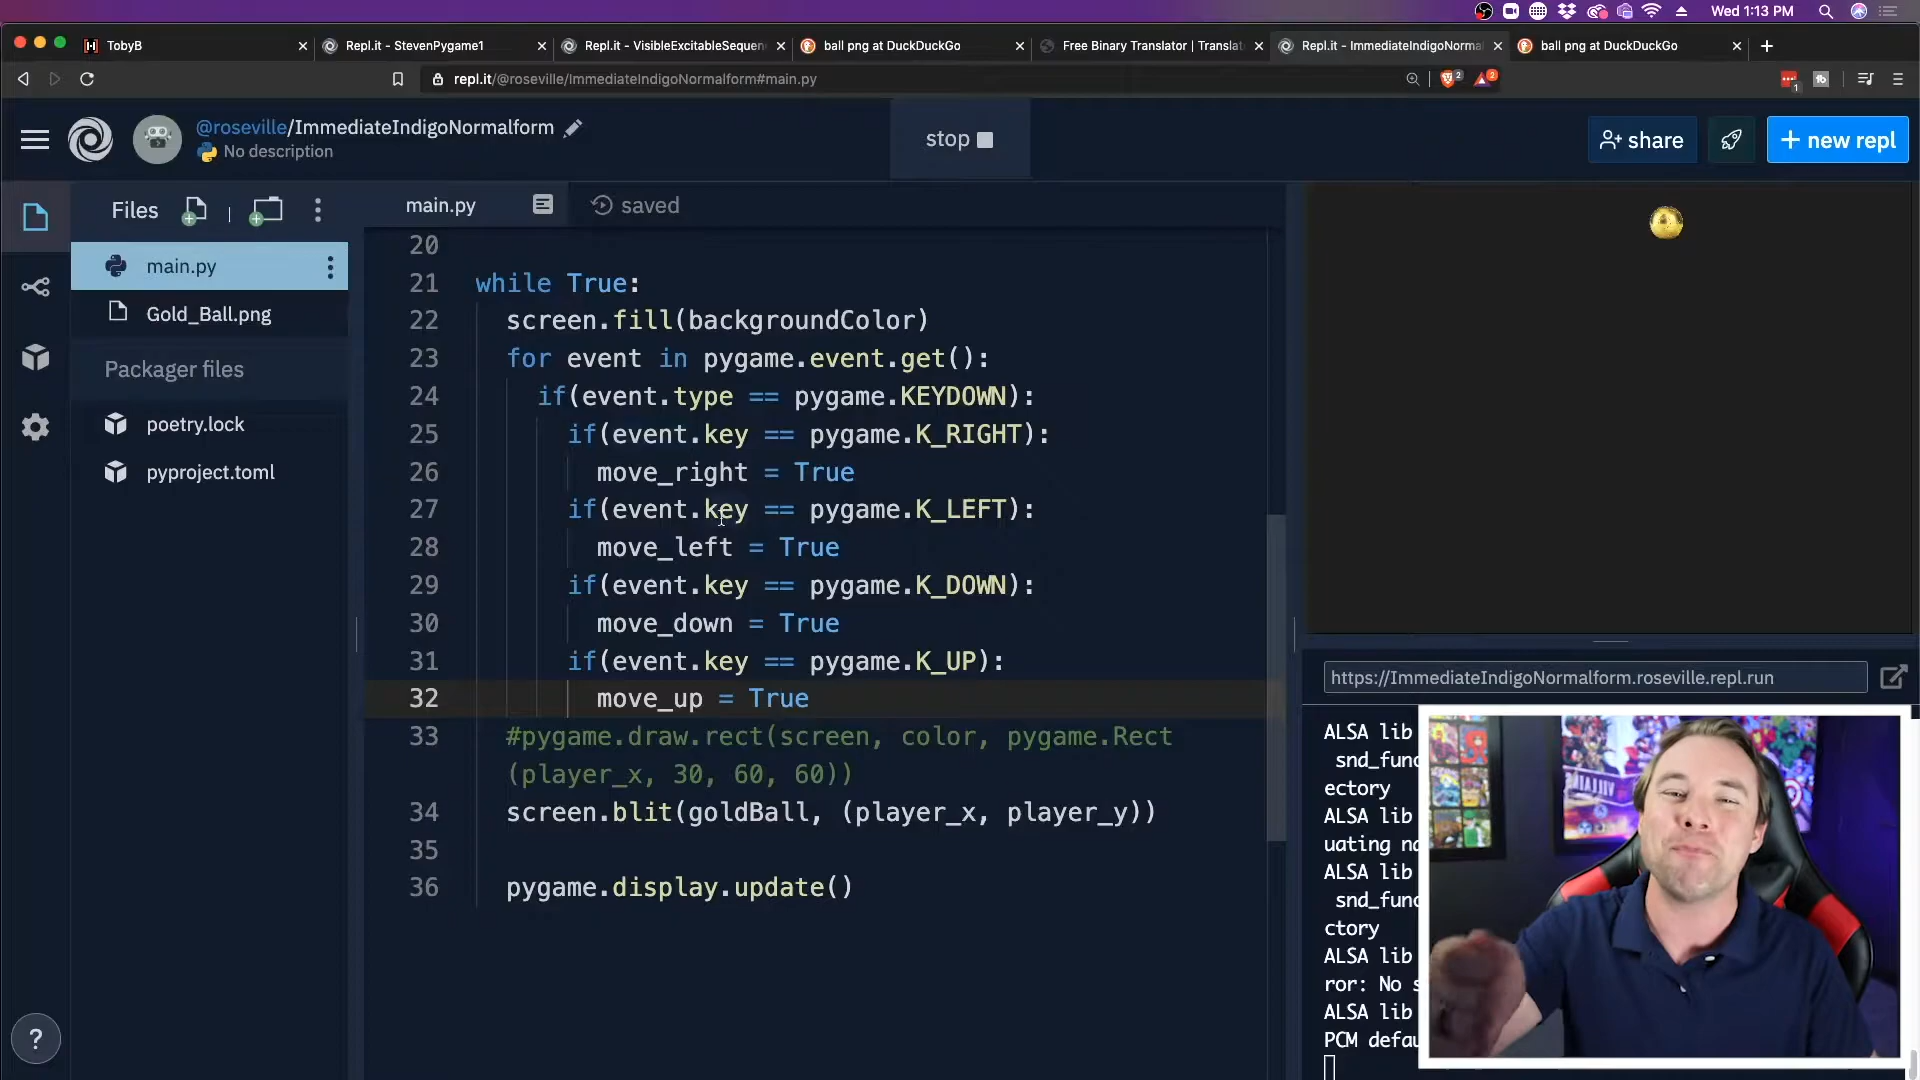 Wed 1:13 PM
TobyB
Repl.it - StevenPygame1
Repl.it - VisibleExcitableSequen
ball png at DuckDuckGo
Free Binary Translator | Translat
Repl.it - ImmediateIndigoNorma
ball png at DuckDuckGo
repl.it/@roseville/ImmediateIndigoNormalform#main.py
2
2
1
@roseville/ImmediateIndigoNormalform
No description
stop
share
+ new repl
Files
main.py
saved
main.py
Gold_Ball.png
Packager files
poetry.lock
pyproject.toml
20
21 while True:
22 screen.fill(backgroundColor)
23 for event in pygame.event.get():
24 if(event.type == pygame.KEYDOWN):
25 if(event.key == pygame.K_RIGHT):
26 move_right = True
27 if(event.key == pygame.K_LEFT):
28 move_left = True
29 if(event.key == pygame.K_DOWN):
30 move_down = True
31 if(event.key == pygame.K_UP):
32 move_up = True
33 #pygame.draw.rect(screen, color, pygame.Rect
(player_x, 30, 60, 60))
34 screen.blit(goldBall, (player_x, player_y))
35
36 pygame.display.update()
https://ImmediateIndigoNormalform.roseville.repl.run
ALSA lib
snd_func
ectory
ALSA lib
uating na
ALSA lib
snd_func
ctory
ALSA lib
ror: No s
ALSA lib
PCM defau
VILLAINS
?